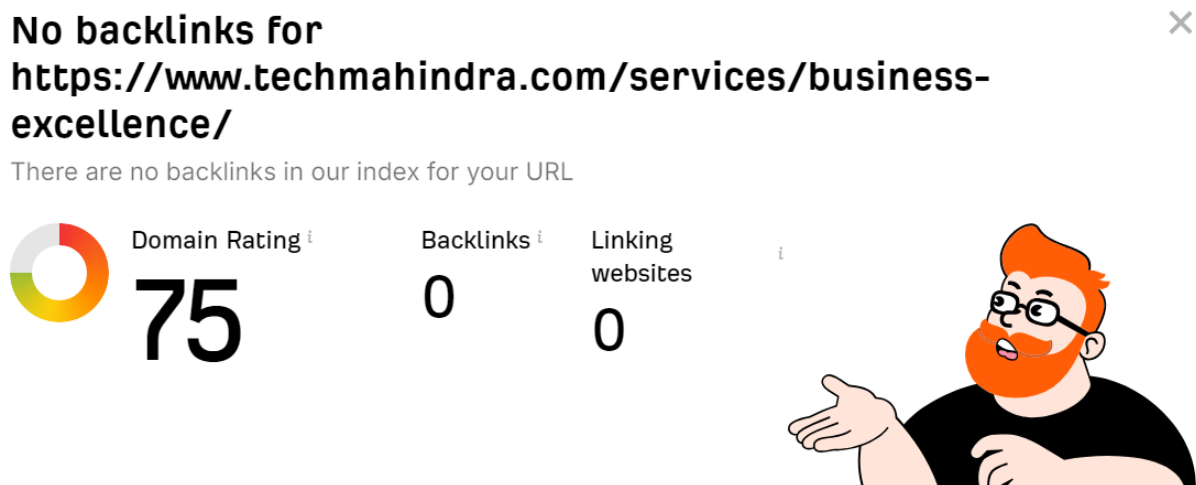 No backlinks for
https://www.techmahindra.com/services/business-
excellence/
There are no backlinks in our index for your URL
Domain Rating i
75
Backlinks i
0
Linking
websites
i
0